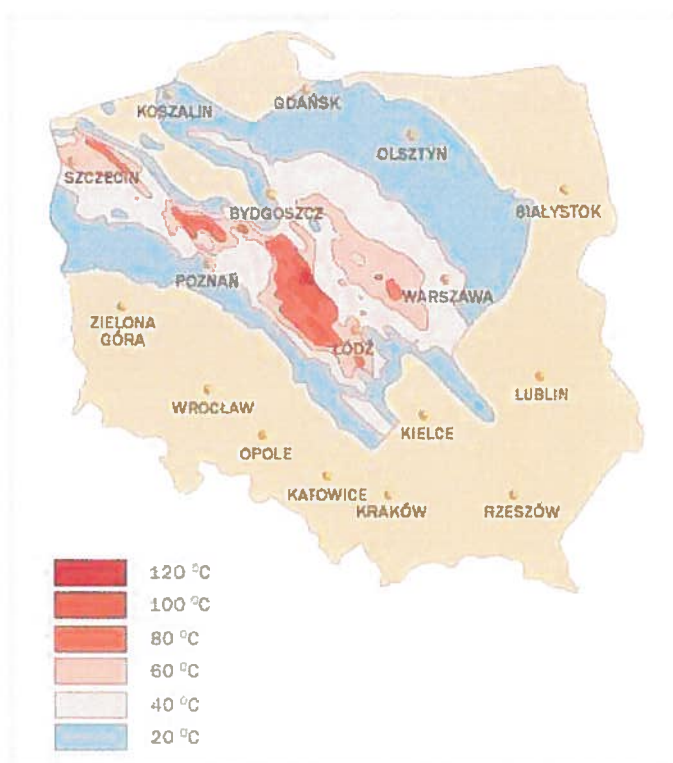 KOSZALIN
GDAŃSK
OLSZTYN
SZCZECIN
BYDGOSZCZ
BIAŁYSTOK
POZNAŃ
WARSZAWA
ZIELONA
GÓRA
ŁÓDŹ
WROCŁAW
LUBLIN
KIELCE
OPOLE
KATOWICE
KRAKÓW
RZESZÓW
120 °C
100 °C
80 °C
60 °C
40 °C
20 °C